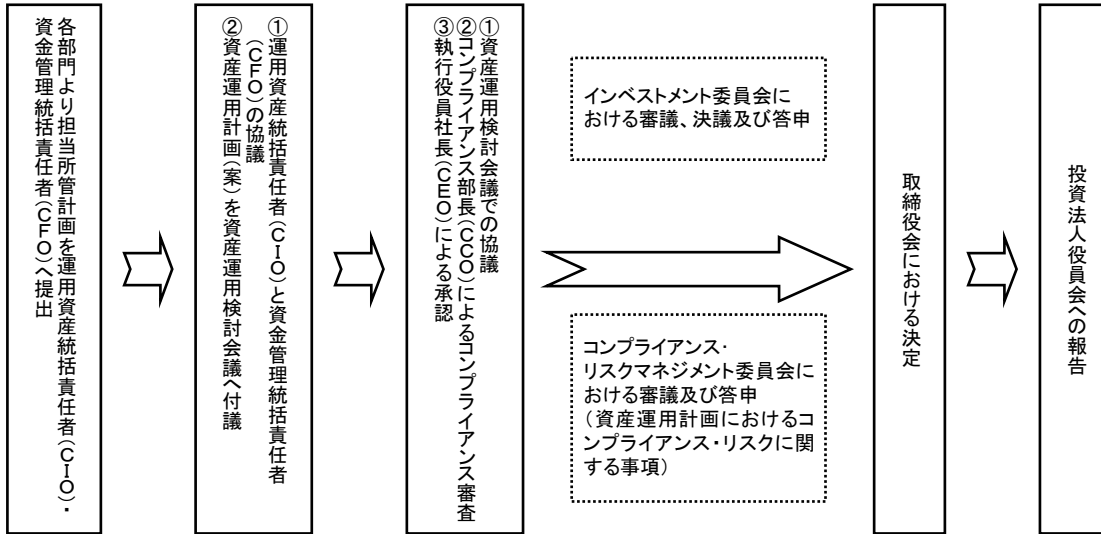 各部門より担当所管計画を運用資産統括責任者(CIO)・
資金管理統括責任者(CFO)へ提出
①運用資産統括責任者(CIO)と資金管理統括責任者
(CFO)の協議
②資産運用計画(案)を資産運用検討会議へ付議
①資産運用検討会議での協議
②コンプライアンス部長(CCO)によるコンプライアンス審査
③執行役員社長(CEO)による承認
インベストメント委員会に
おける審議、決議及び答申
コンプライアンス・
リスクマネジメント委員会に
おける審議及び答申
(資産運用計画におけるコ
ンプライアンス・リスクに関
する事項)
取締役会における決定
投資法人役員会への報告